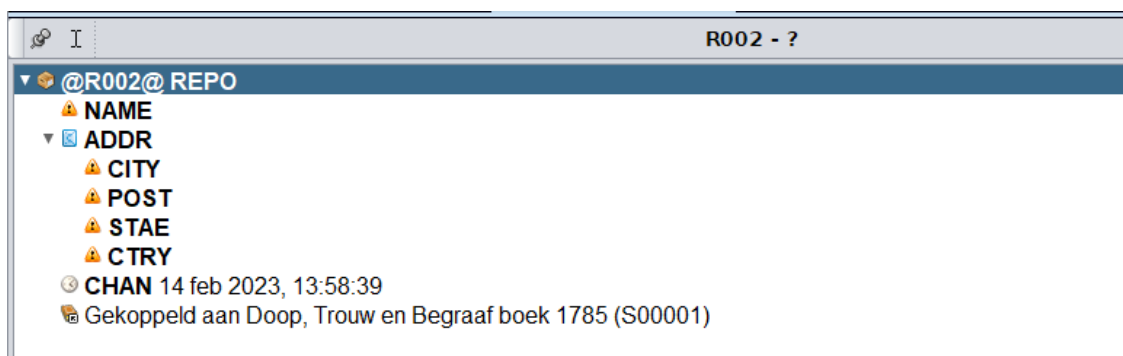 R002 - ?
@R002@ REPO
NAME
ADDR
CITY
POST
STAE
CTRY
CHAN 14 feb 2023, 13:58:39
Gekoppeld aan Doop, Trouw en Begraaf boek 1785 (S00001)